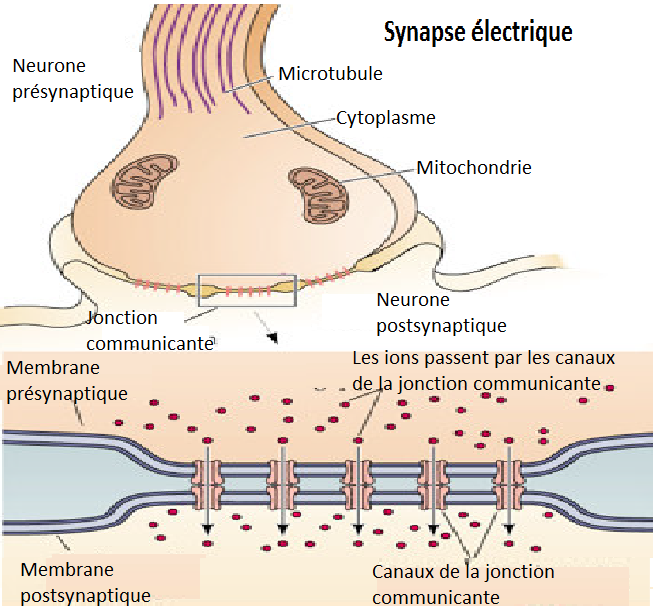 Synapse électrique
Neurone
présynaptique
Microtubule
Cytoplasme
Mitochondrie
Neurone
postsynaptique
Jonction
communicante
Membrane
présynaptique
Les ions passent par les canaux
de la jonction communicante
Membrane
postsynaptique
Canaux de la jonction
communicante